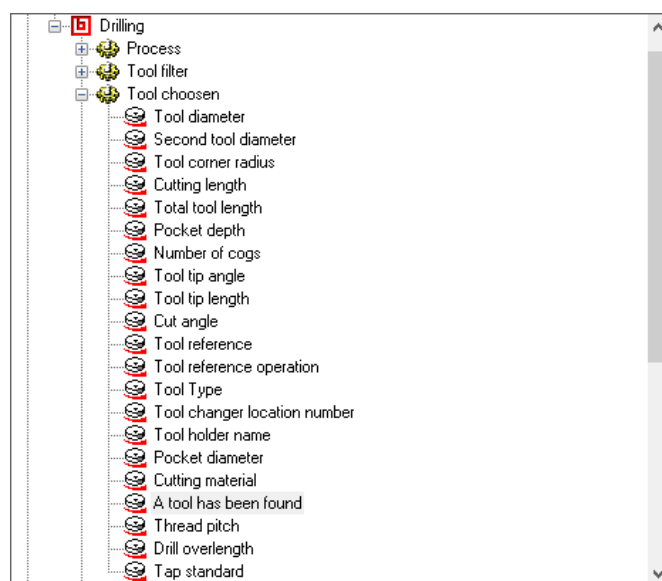 Drilling
Process
Tool filter
Tool choosen
Tool diameter
Second tool diameter
Tool corner radius
Cutting length
Total tool length
Pocket depth
Number of cogs
Tool tip angle
Tool tip length
Cut angle
Tool reference
Tool reference operation
Tool Type
Tool changer location number
Tool holder name
Pocket diameter
Cutting material
A tool has been found
Thread pitch
Drill overlength
Tap standard